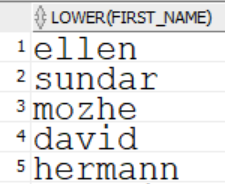 LOWER(FIRST_NAME)
1 ellen
2 sundar
3 mozhe
4 david
5 hermann